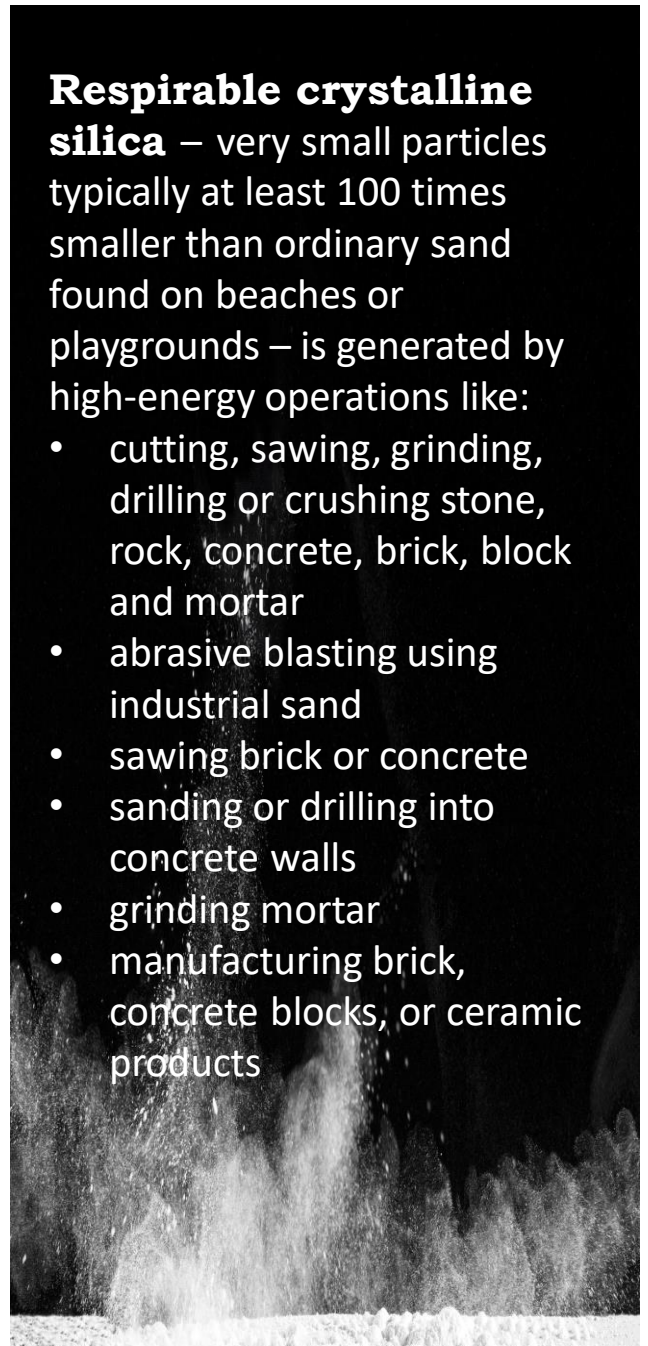 Respirable crystalline
silica – very small particles
typically at least 100 times
smaller than ordinary sand
found on beaches or
playgrounds – is generated by
high-energy operations like:
• cutting, sawing, grinding,
drilling or crushing stone,
rock, concrete, brick, block
and mortar
• abrasive blasting using
industrial sand
• sawing brick or concrete
• sanding or drilling into
concrete walls
• grinding mortar
• manufacturing brick,
concrete blocks, or ceramic
products